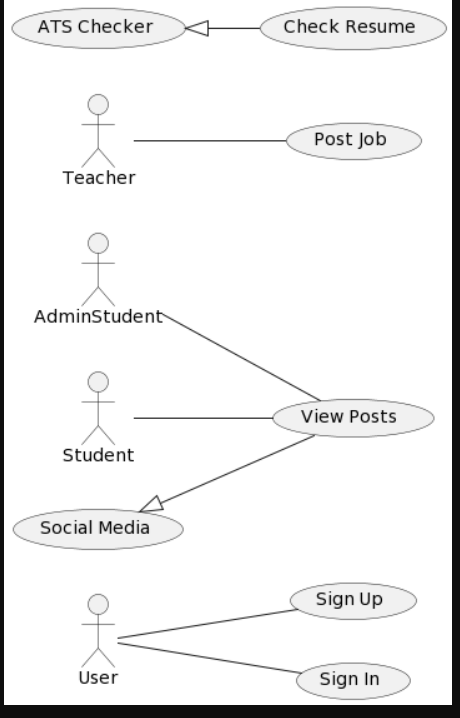 ATS Checker
Check Resume
Teacher
Post Job
AdminStudent
Student
View Posts
Social Media
User
Sign Up
Sign In